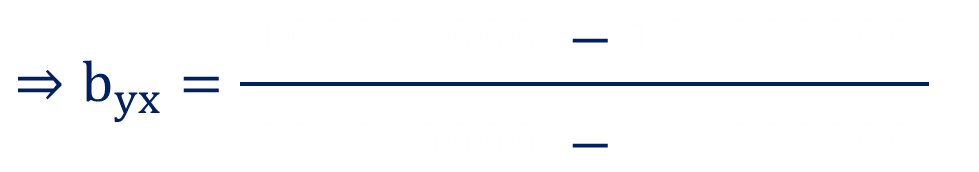 ⇒ b_yx = (−)/(−)